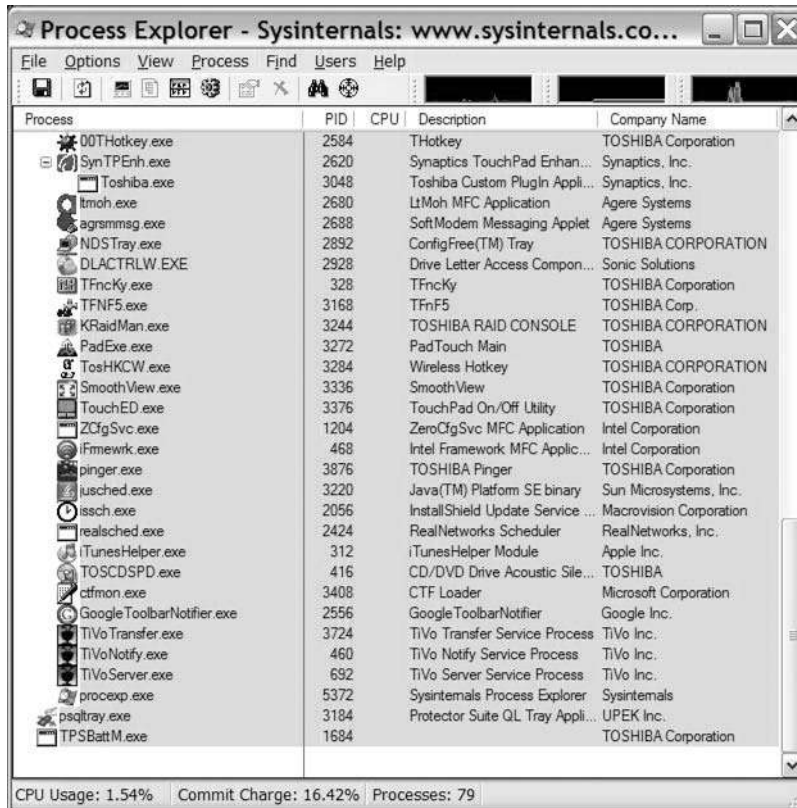 Process Explorer - Sysinternals: www.sysinternals.co...
File Options View Process Find Users Help
Process PID CPU Description Company Name
00THotkey.exe 2584 THotkey TOSHIBA Corporation
SynTPEnh.exe 2620 Synaptics TouchPad Enhan... Synaptics, Inc.
Toshiba.exe 3048 Toshiba Custom PlugIn Appli... Synaptics, Inc.
ltmoh.exe 2680 LtMoh MFC Application Agere Systems
agrsmmsg.exe 2688 SoftModem Messaging Applet Agere Systems
NDSTray.exe 2892 ConfigFree(TM) Tray TOSHIBA CORPORATION
DLACTRLW.EXE 2928 Drive Letter Access Compon... Sonic Solutions
TFncKy.exe 328 TFncKy TOSHIBA Corporation
TFNF5.exe 3168 TFnF5 TOSHIBA Corp.
KRaidMan.exe 3244 TOSHIBA RAID CONSOLE TOSHIBA CORPORATION
PadExe.exe 3272 PadTouch Main TOSHIBA
TosHKCW.exe 3284 Wireless Hotkey TOSHIBA CORPORATION
SmoothView.exe 3336 SmoothView TOSHIBA Corporation
TouchED.exe 3376 TouchPad On/Off Utility TOSHIBA Corporation
ZCfgSvc.exe 1204 ZeroCfgSvc MFC Application Intel Corporation
iFrmewrk.exe 468 Intel Framework MFC Applic... Intel Corporation
pinger.exe 3876 TOSHIBA Pinger TOSHIBA Corporation
jusched.exe 3220 Java(TM) Platform SE binary Sun Microsystems, Inc.
issch.exe 2056 InstallShield Update Service ... Macrovision Corporation
realsched.exe 2424 RealNetworks Scheduler RealNetworks, Inc.
iTunesHelper.exe 312 iTunesHelper Module Apple Inc.
TOSCDSPD.exe 416 CD/DVD Drive Acoustic Sile... TOSHIBA
ctfmon.exe 3408 CTF Loader Microsoft Corporation
GoogleToolbarNotifier.exe 2556 GoogleToolbarNotifier Google Inc.
TiVoTransfer.exe 3724 TiVo Transfer Service Process TiVo Inc.
TiVoNotify.exe 460 TiVo Notify Service Process TiVo Inc.
TiVoServer.exe 692 TiVo Server Service Process TiVo Inc.
procexp.exe 5372 Sysinternals Process Explorer Sysinternals
psqltray.exe 3184 Protector Suite QL Tray Appli... UPEK Inc.
TPSBattM.exe 1684 TOSHIBA Corporation
CPU Usage: 1.54% Commit Charge: 16.42% Processes: 79